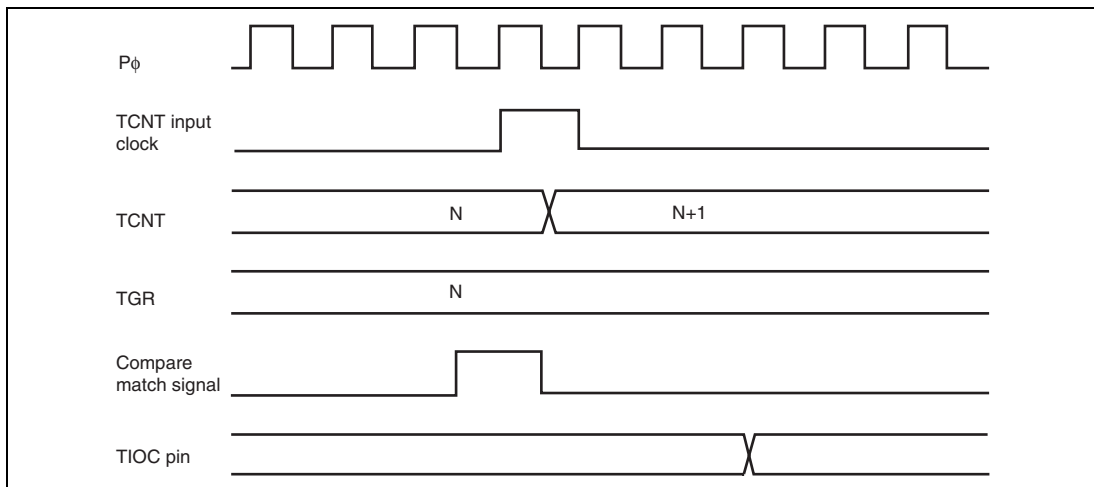 Pϕ
TCNT input
clock
TCNT
N
N+1
TGR
N
Compare
match signal
TIOC pin